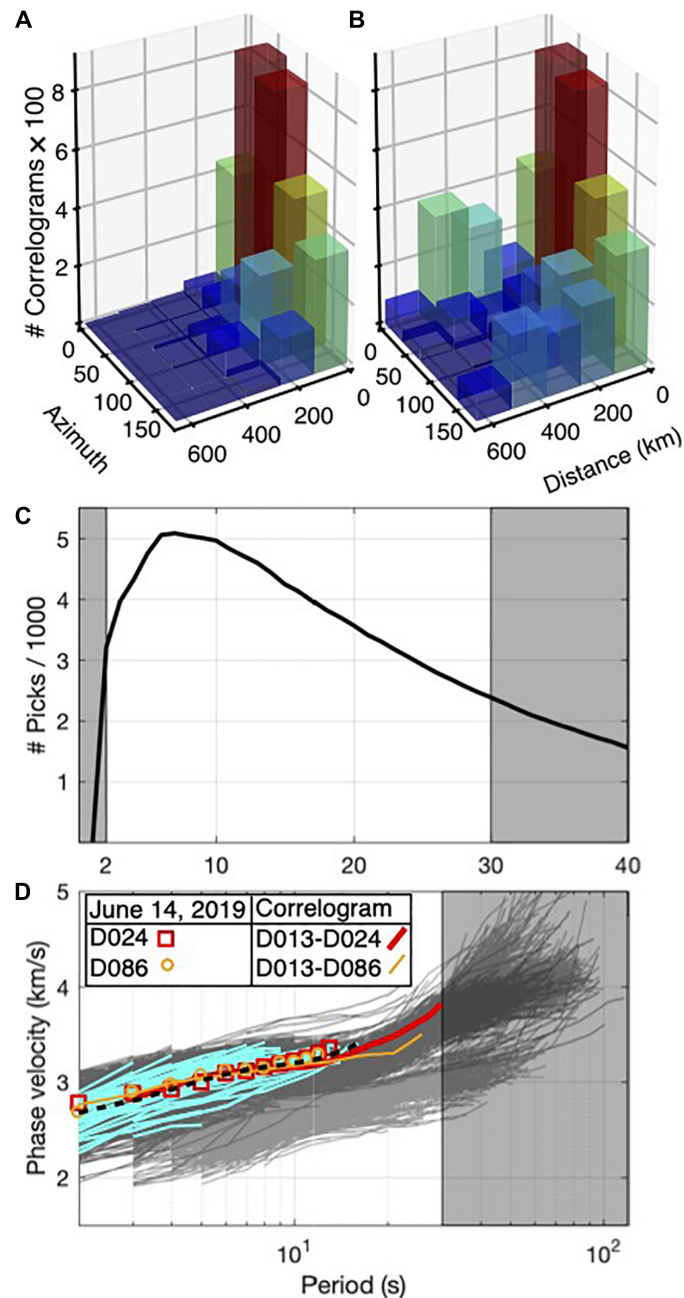 A
B
# Correlograms x 100
8
6
4
2
0
50
100
150
Azimuth
600
400
200
0
0
50
100
150
600
400
200
0
Distance (km)
C
# Picks / 1000
5
4
3
2
1
2
10
20
30
40
D
Phase velocity (km/s)
5
4
3
2
June 14, 2019 Correlogram
D024 D013-D024
D086 D013-D086
10¹
10²
Period (s)